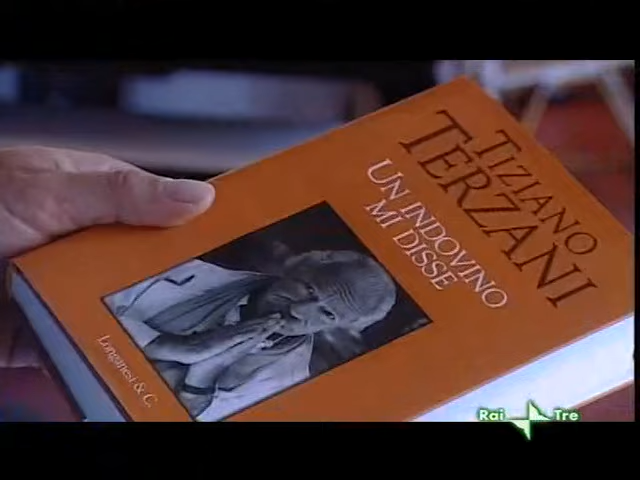 TIZIANO
TERZANI
UN INDOVINO
MI DISSE
Longanesi & C.
Rai Tre